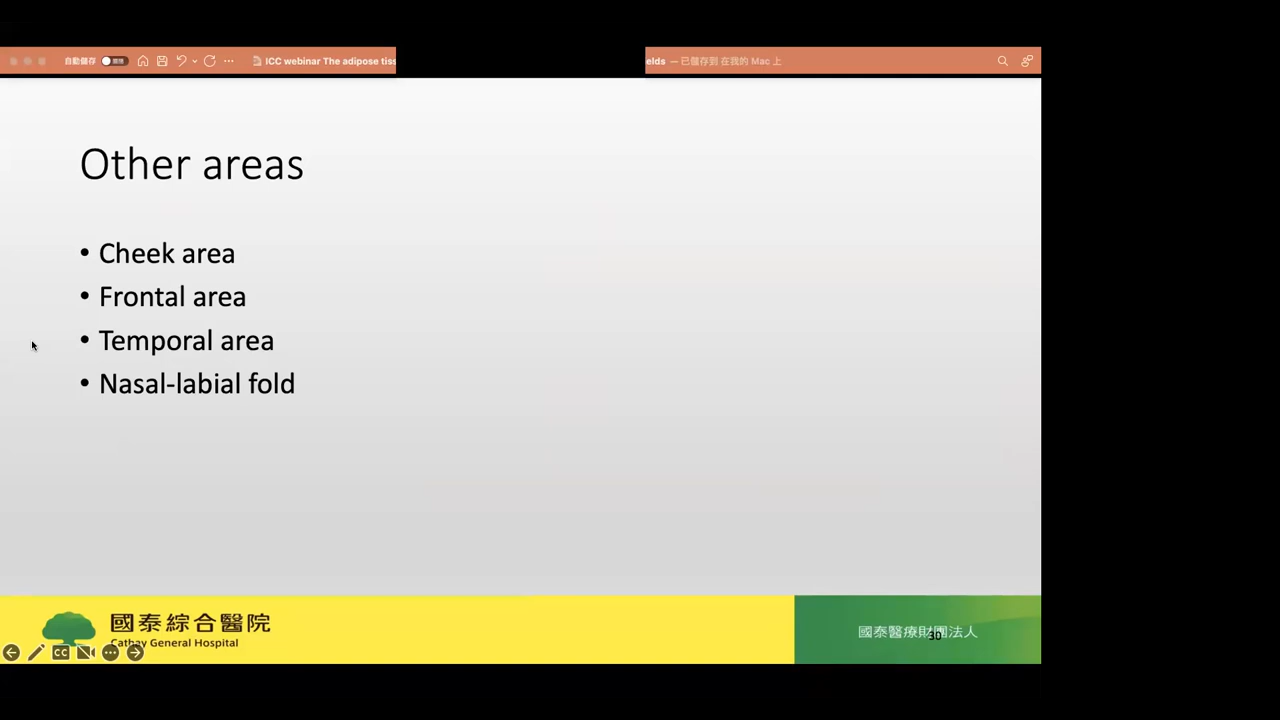 自動儲存
ICC webinar The adipose tiss
elds — 已儲存到 在我的 Mac 上
Other areas
• Cheek area
• Frontal area
• Temporal area
• Nasal-labial fold
國泰綜合醫院
Cathay General Hospital
國泰醫療財團法人
30
CC